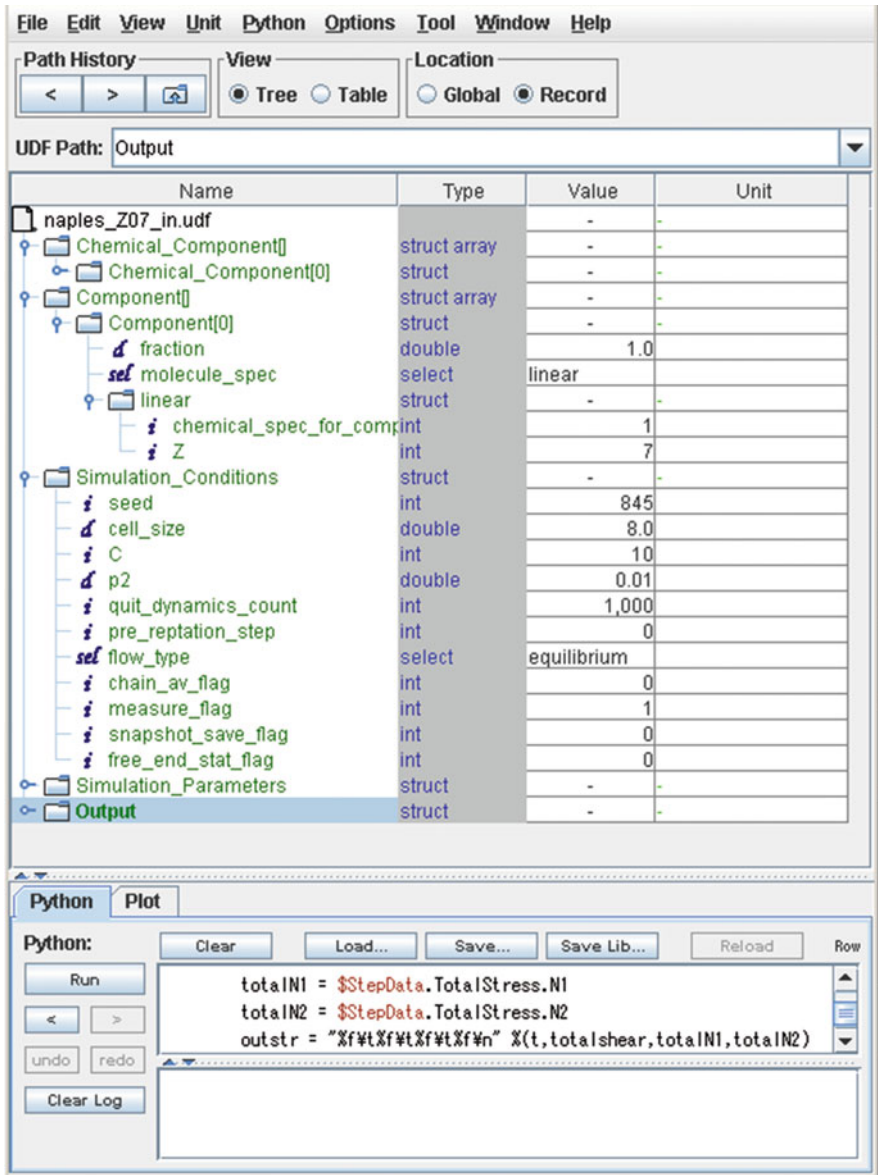 File Edit View Unit Python Options Tool Window Help
Path History View Location
< > Tree Table Global Record
UDF Path: Output
Name Type Value Unit
naples_Z07_in.udf - -
Chemical_Component[] struct array - -
Chemical_Component[0] struct - -
Component[] struct array - -
Component[0] struct - -
d fraction double 1.0
sel molecule_spec select linear
linear struct - -
i chemical_spec_for_comp int 1
i Z int 7
Simulation_Conditions struct - -
i seed int 845
d cell_size double 8.0
i C int 10
d p2 double 0.01
i quit_dynamics_count int 1,000
i pre_reptation_step int 0
sel flow_type select equilibrium
i chain_av_flag int 0
i measure_flag int 1
i snapshot_save_flag int 0
i free_end_stat_flag int 0
Simulation_Parameters struct - -
Output struct - -
Python Plot
Python: Clear Load... Save... Save Lib... Reload Row
Run
< >
undo redo
Clear Log
totalN1 = $StepData.TotalStress.N1
totalN2 = $StepData.TotalStress.N2
outstr = "%f¥t%f¥t%f¥t%f¥n" %(t,totalshear,totalN1,totalN2)